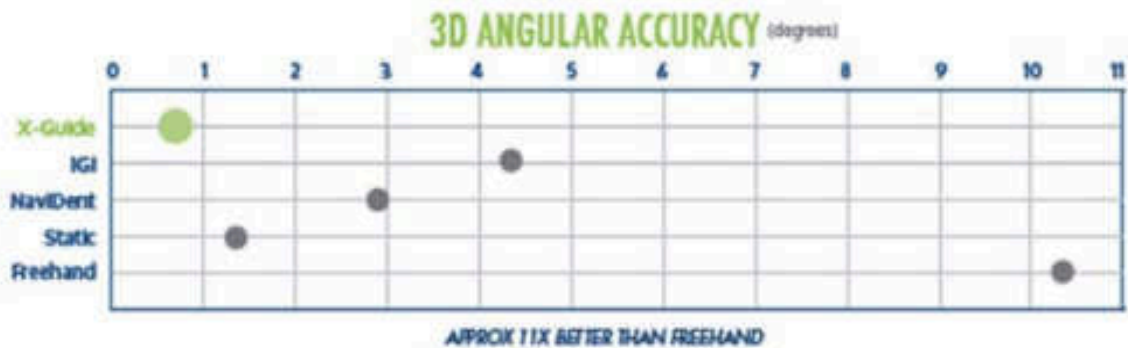 3D ANGULAR ACCURACY (degrees)
0 1 2 3 4 5 6 7 8 9 10 11
X-Guide
IGI
NaviDent
Static
Freehand
APPROX 11X BETTER THAN FREEHAND